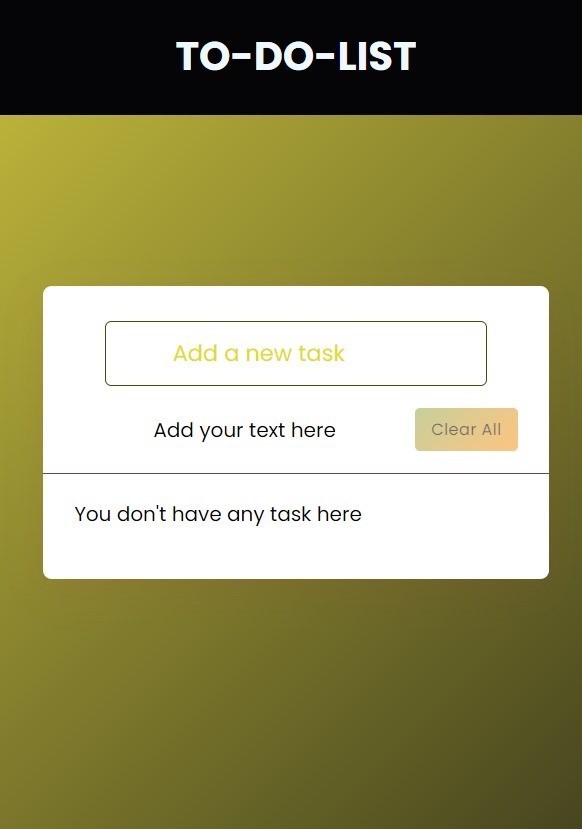 TO-DO-LIST
Add a new task
Add your text here
Clear All
You don't have any task here